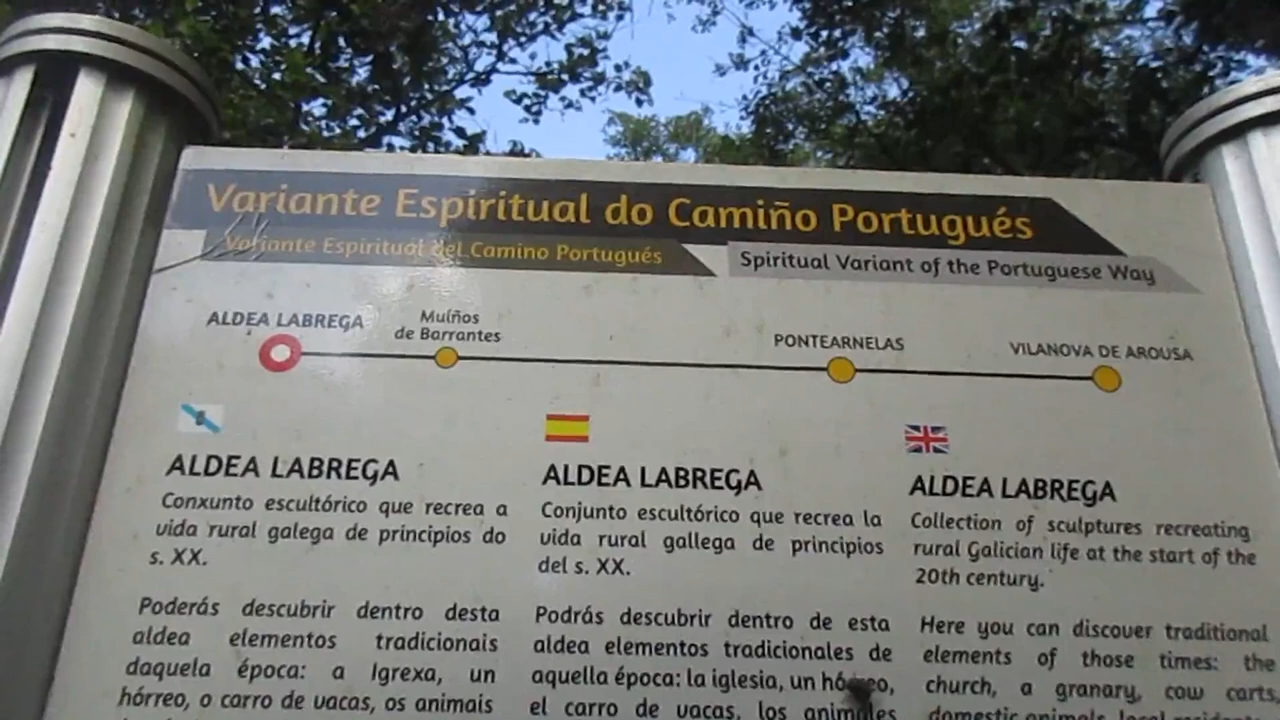 Variante Espiritual do Camiño Portugués
Variante Espiritual del Camino Portugués
Spiritual Variant of the Portuguese Way
ALDEA LABREGA
Muíños
de Barrantes
PONTEARNELAS
VILANOVA DE AROUSA
ALDEA LABREGA
Conxunto escultórico que recrea a
vida rural galega de principios do
s. XX.
Poderás descubrir dentro desta
aldea elementos tradicionais
daquela época: a Igrexa, un
hórreo, o carro de vacas, os animais
ALDEA LABREGA
Conjunto escultórico que recrea la
vida rural gallega de principios
del s. XX.
Podrás descubrir dentro de esta
aldea elementos tradicionales de
aquella época: la iglesia, un hórreo,
el carro de vacas, los animales
ALDEA LABREGA
Collection of sculptures recreating
rural Galician life at the start of the
20th century.
Here you can discover traditional
elements of those times: the
church, a granary, cow carts,
domestic animals, local